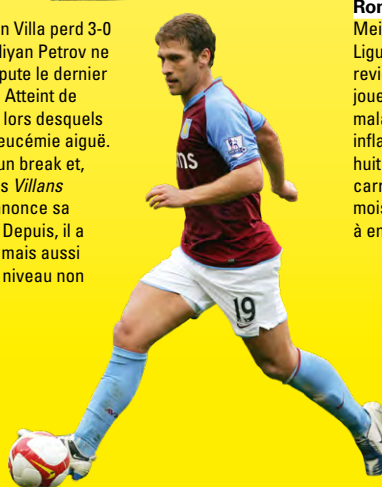 n Villa perd 3-0
liyan Petrov ne
pute le dernier
Atteint de
lors desquels
eucémie aiguë.
un break et,
s Villans
nonce sa
Depuis, il a
mais aussi
niveau non
Ron
Mei
Ligu
revi
joue
mala
infla
huit
carr
mois
à en
ns
19